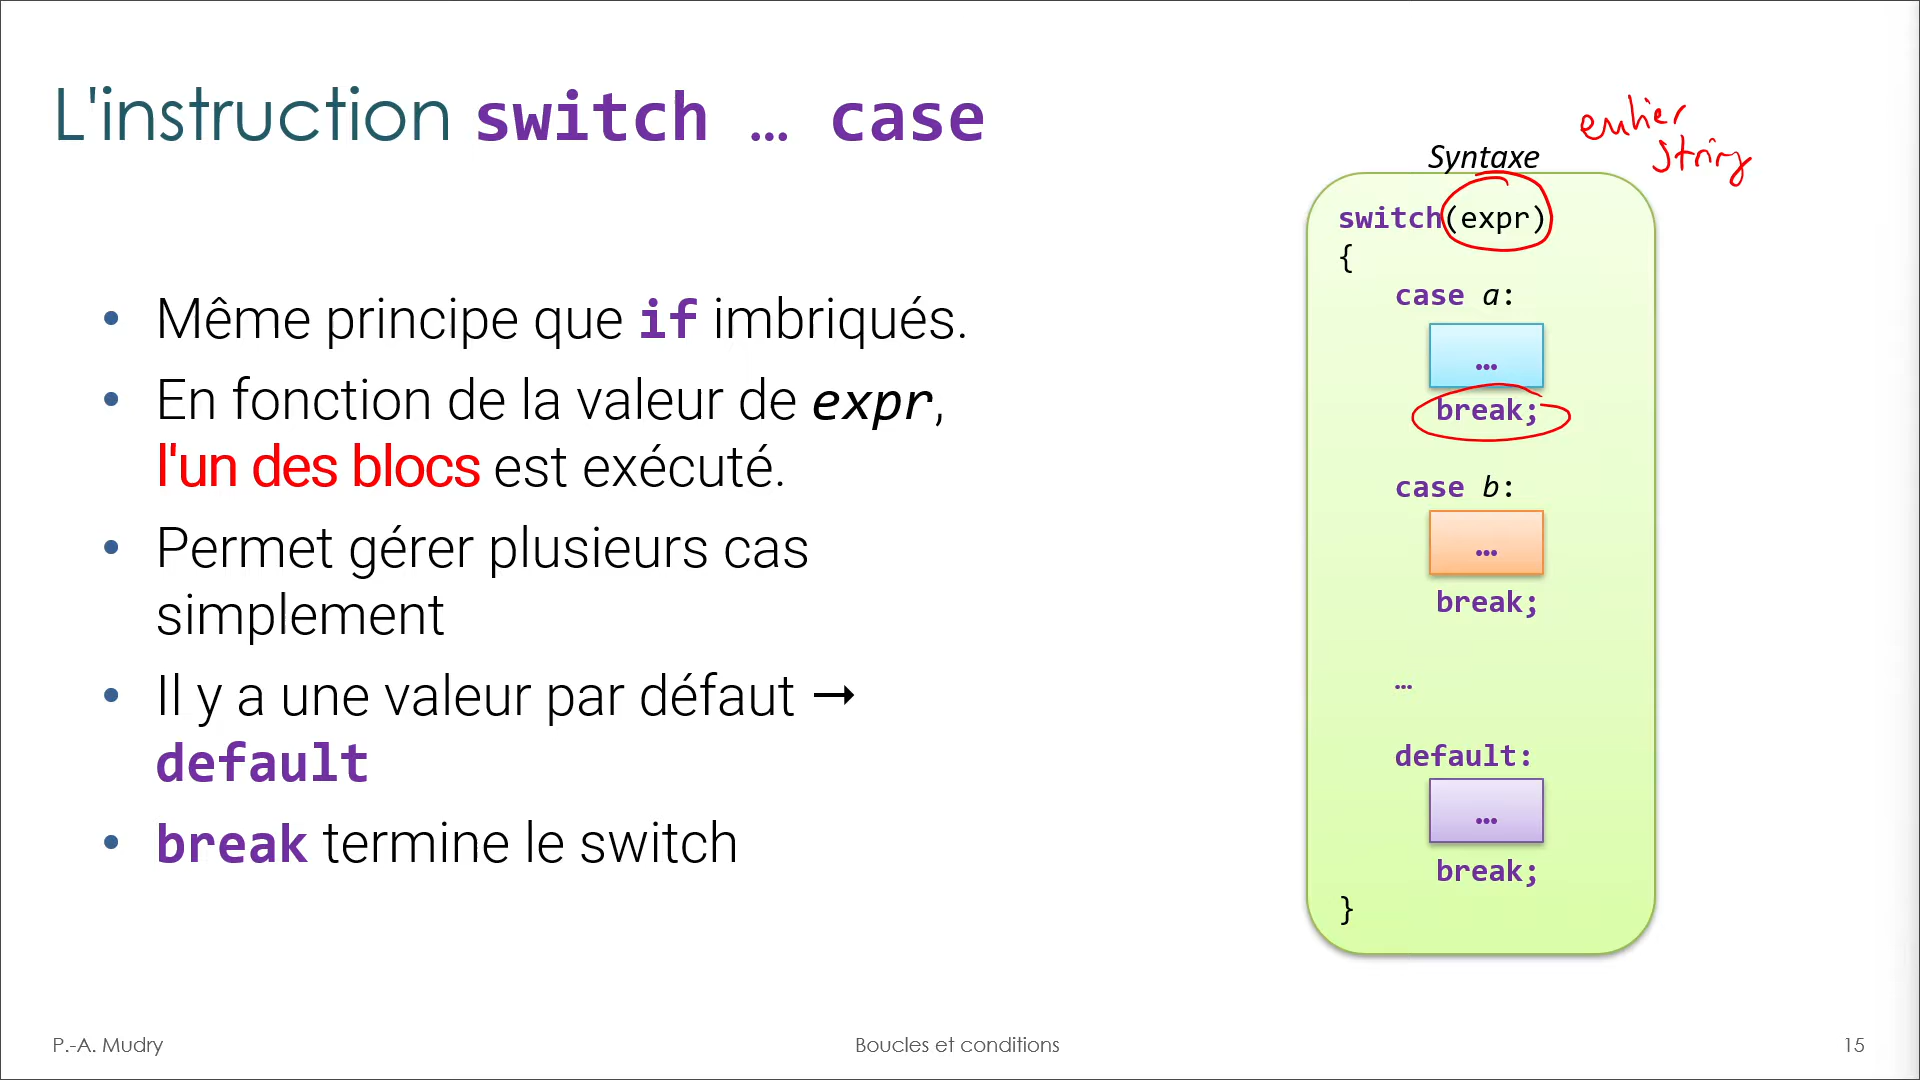 L'instruction switch … case
• Même principe que if imbriqués.
• En fonction de la valeur de expr,
l'un des blocs est exécuté.
• Permet gérer plusieurs cas
simplement
• Il y a une valeur par défaut →
default
• break termine le switch
entier
string
Syntaxe
switch(expr)
{
case a:
…
break;
case b:
…
break;
…
default:
…
break;
}
P.-A. Mudry
Boucles et conditions
15